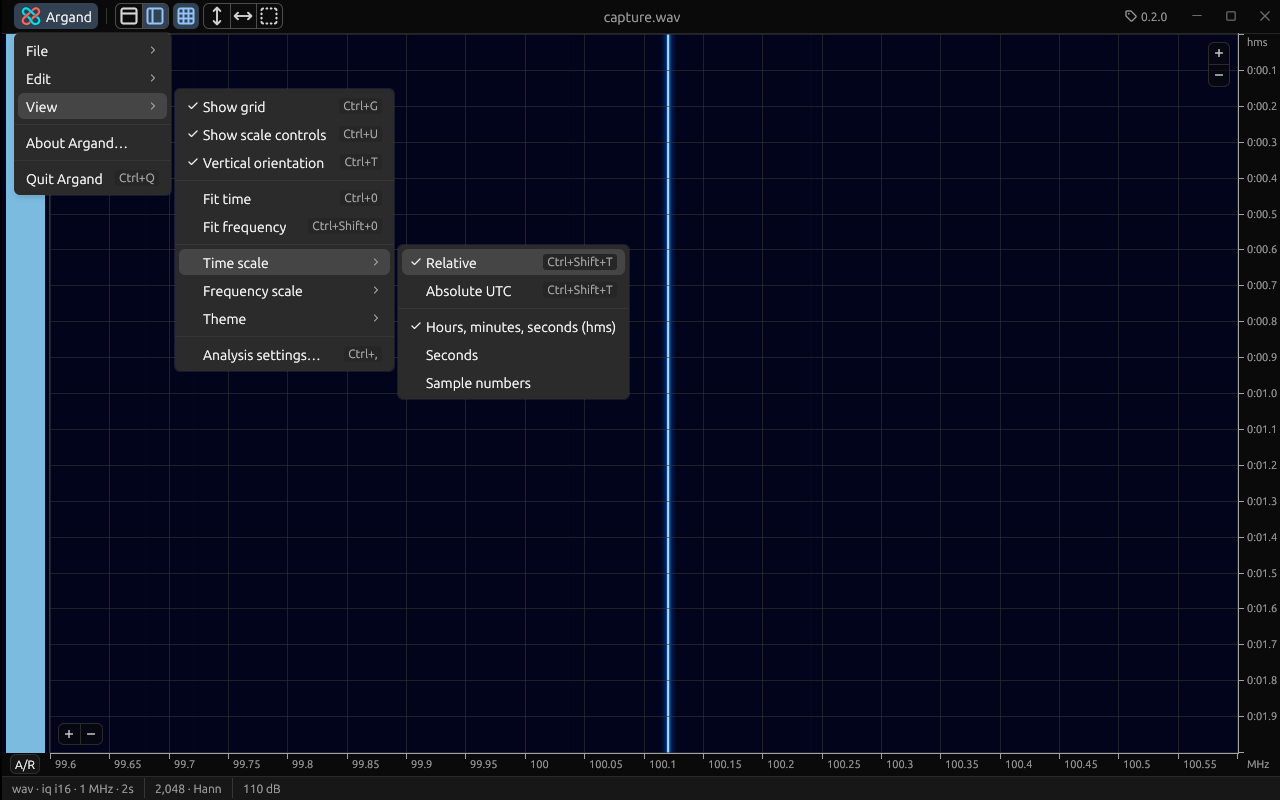 Argand
capture.wav
0.2.0
File
Edit
View
About Argand…
Quit Argand Ctrl+Q
Show grid Ctrl+G
Show scale controls Ctrl+U
Vertical orientation Ctrl+T
Fit time Ctrl+0
Fit frequency Ctrl+Shift+0
Time scale
Frequency scale
Theme
Analysis settings… Ctrl+,
Relative Ctrl+Shift+T
Absolute UTC Ctrl+Shift+T
Hours, minutes, seconds (hms)
Seconds
Sample numbers
hms
+
−
0:00.1
0:00.2
0:00.3
0:00.4
0:00.5
0:00.6
0:00.7
0:00.8
0:00.9
0:01.0
0:01.1
0:01.2
0:01.3
0:01.4
0:01.5
0:01.6
0:01.7
0:01.8
0:01.9
+ −
A/R 99.6 99.65 99.7 99.75 99.8 99.85 99.9 99.95 100 100.05 100.1 100.15 100.2 100.25 100.3 100.35 100.4 100.45 100.5 100.55 MHz
wav · iq i16 · 1 MHz · 2s 2,048 · Hann 110 dB